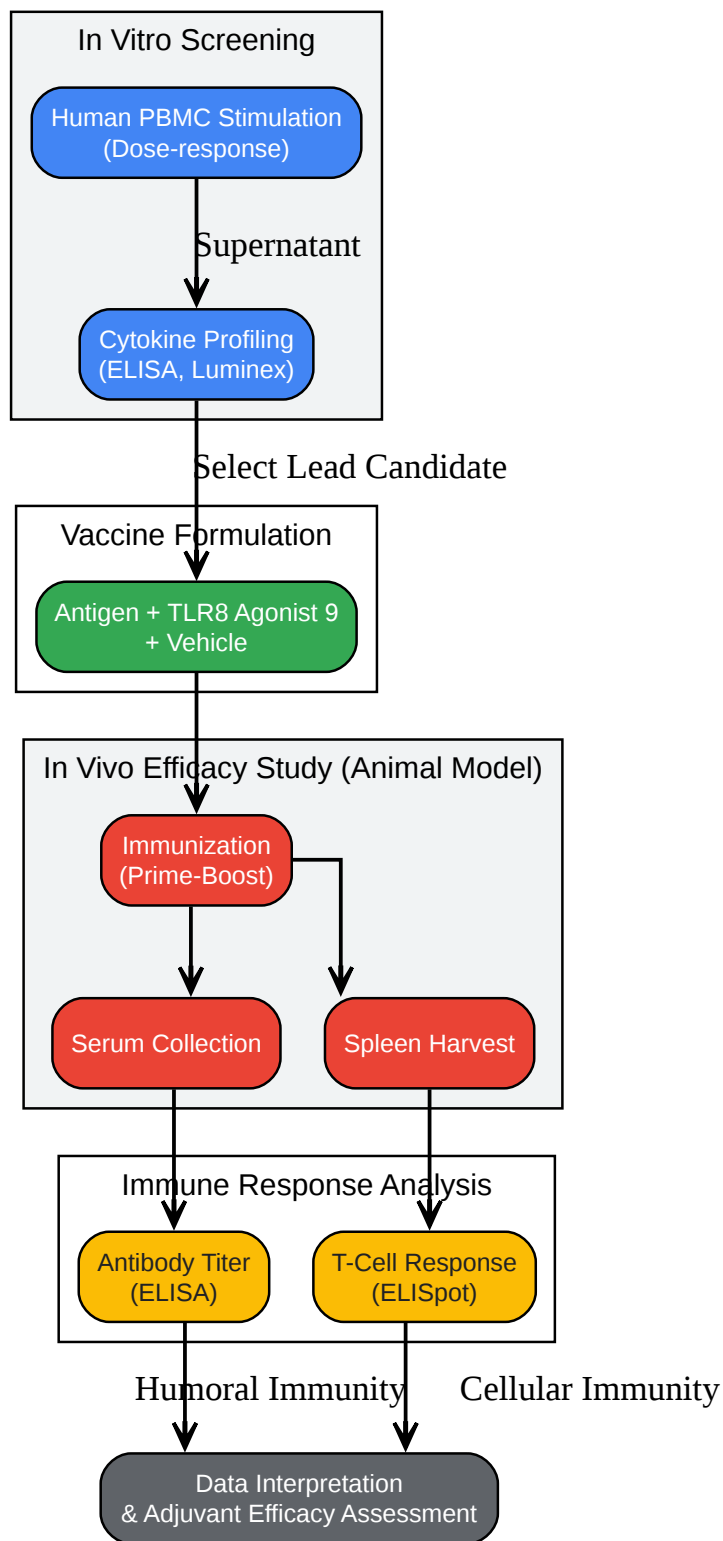 In Vitro Screening
Human PBMC Stimulation
(Dose-response)
Supernatant
Cytokine Profiling
(ELISA, Luminex)
Select Lead Candidate
Vaccine Formulation
Antigen + TLR8 Agonist 9
+ Vehicle
In Vivo Efficacy Study (Animal Model)
Immunization
(Prime-Boost)
Serum Collection
Spleen Harvest
Immune Response Analysis
Antibody Titer
(ELISA)
T-Cell Response
(ELISpot)
Humoral Immunity
Cellular Immunity
Data Interpretation
& Adjuvant Efficacy Assessment